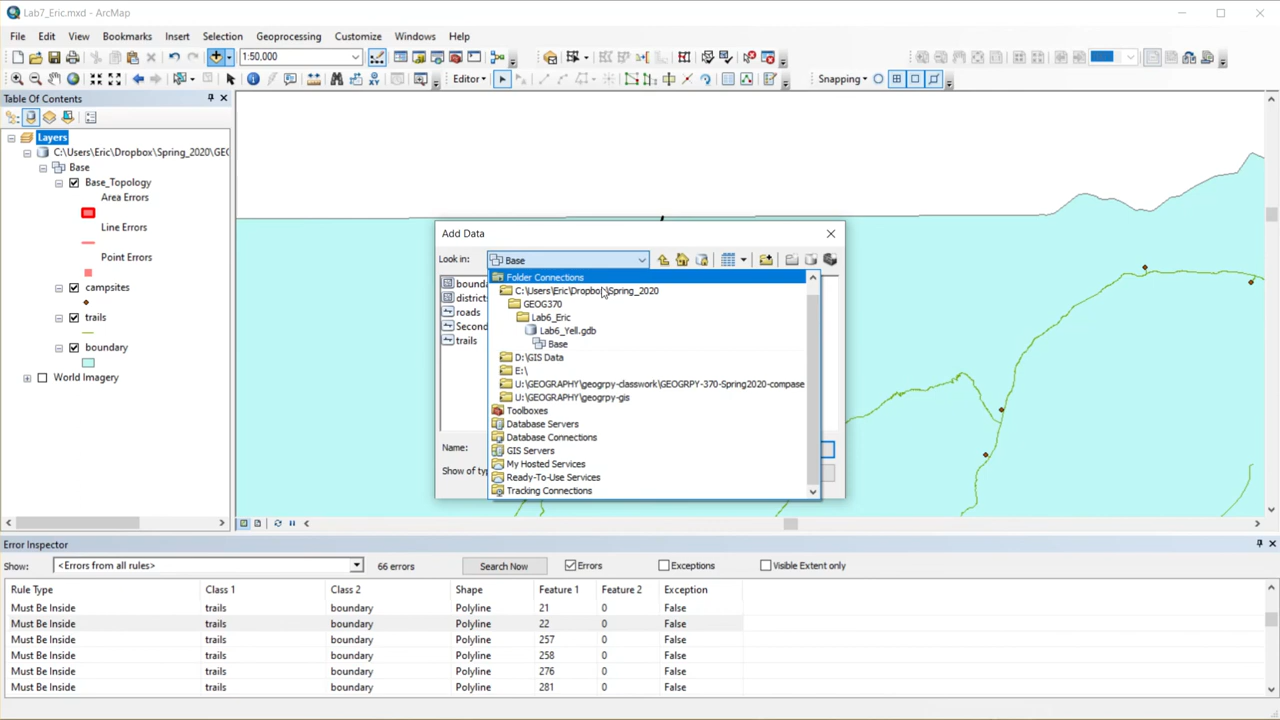 Lab7_Eric.mxd - ArcMap
File Edit View Bookmarks Insert Selection Geoprocessing Customize Windows Help
1:50,000
Editor Snapping
Table Of Contents
Layers
C:\Users\Eric\Dropbox\Spring_2020\GEO
Base
Base_Topology
Area Errors
Line Errors
Point Errors
campsites
trails
boundary
World Imagery
Add Data
Look in: Base
bounda
districts
roads
Second
trails
Name:
Show of typ
Folder Connections
C:\Users\Eric\Dropbox\Spring_2020
GEOG370
Lab6_Eric
Lab6_Yell.gdb
Base
D:\GIS Data
E:\
U:\GEOGRAPHY\geogrpy-classwork\GEOGRPY-370-Spring2020-compase
U:\GEOGRAPHY\geogrpy-gis
Toolboxes
Database Servers
Database Connections
GIS Servers
My Hosted Services
Ready-To-Use Services
Tracking Connections
Error Inspector
Show: <Errors from all rules> 66 errors Search Now Errors Exceptions Visible Extent only
Rule Type Class 1 Class 2 Shape Feature 1 Feature 2 Exception
Must Be Inside trails boundary Polyline 21 0 False
Must Be Inside trails boundary Polyline 22 0 False
Must Be Inside trails boundary Polyline 257 0 False
Must Be Inside trails boundary Polyline 258 0 False
Must Be Inside trails boundary Polyline 276 0 False
Must Be Inside trails boundary Polyline 281 0 False